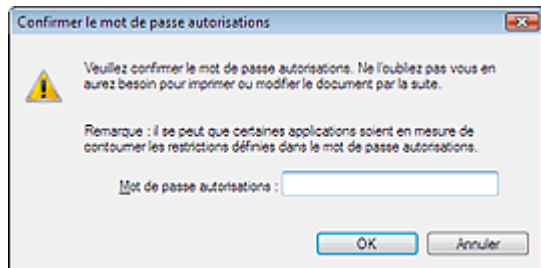 Confirmer le mot de passe autorisations
Veuillez confirmer le mot de passe autorisations. Ne l'oubliez pas vous en
aurez besoin pour imprimer ou modifier le document par la suite.
Remarque : il se peut que certaines applications soient en mesure de
contourner les restrictions définies dans le mot de passe autorisations.
Mot de passe autorisations :
OK
Annuler